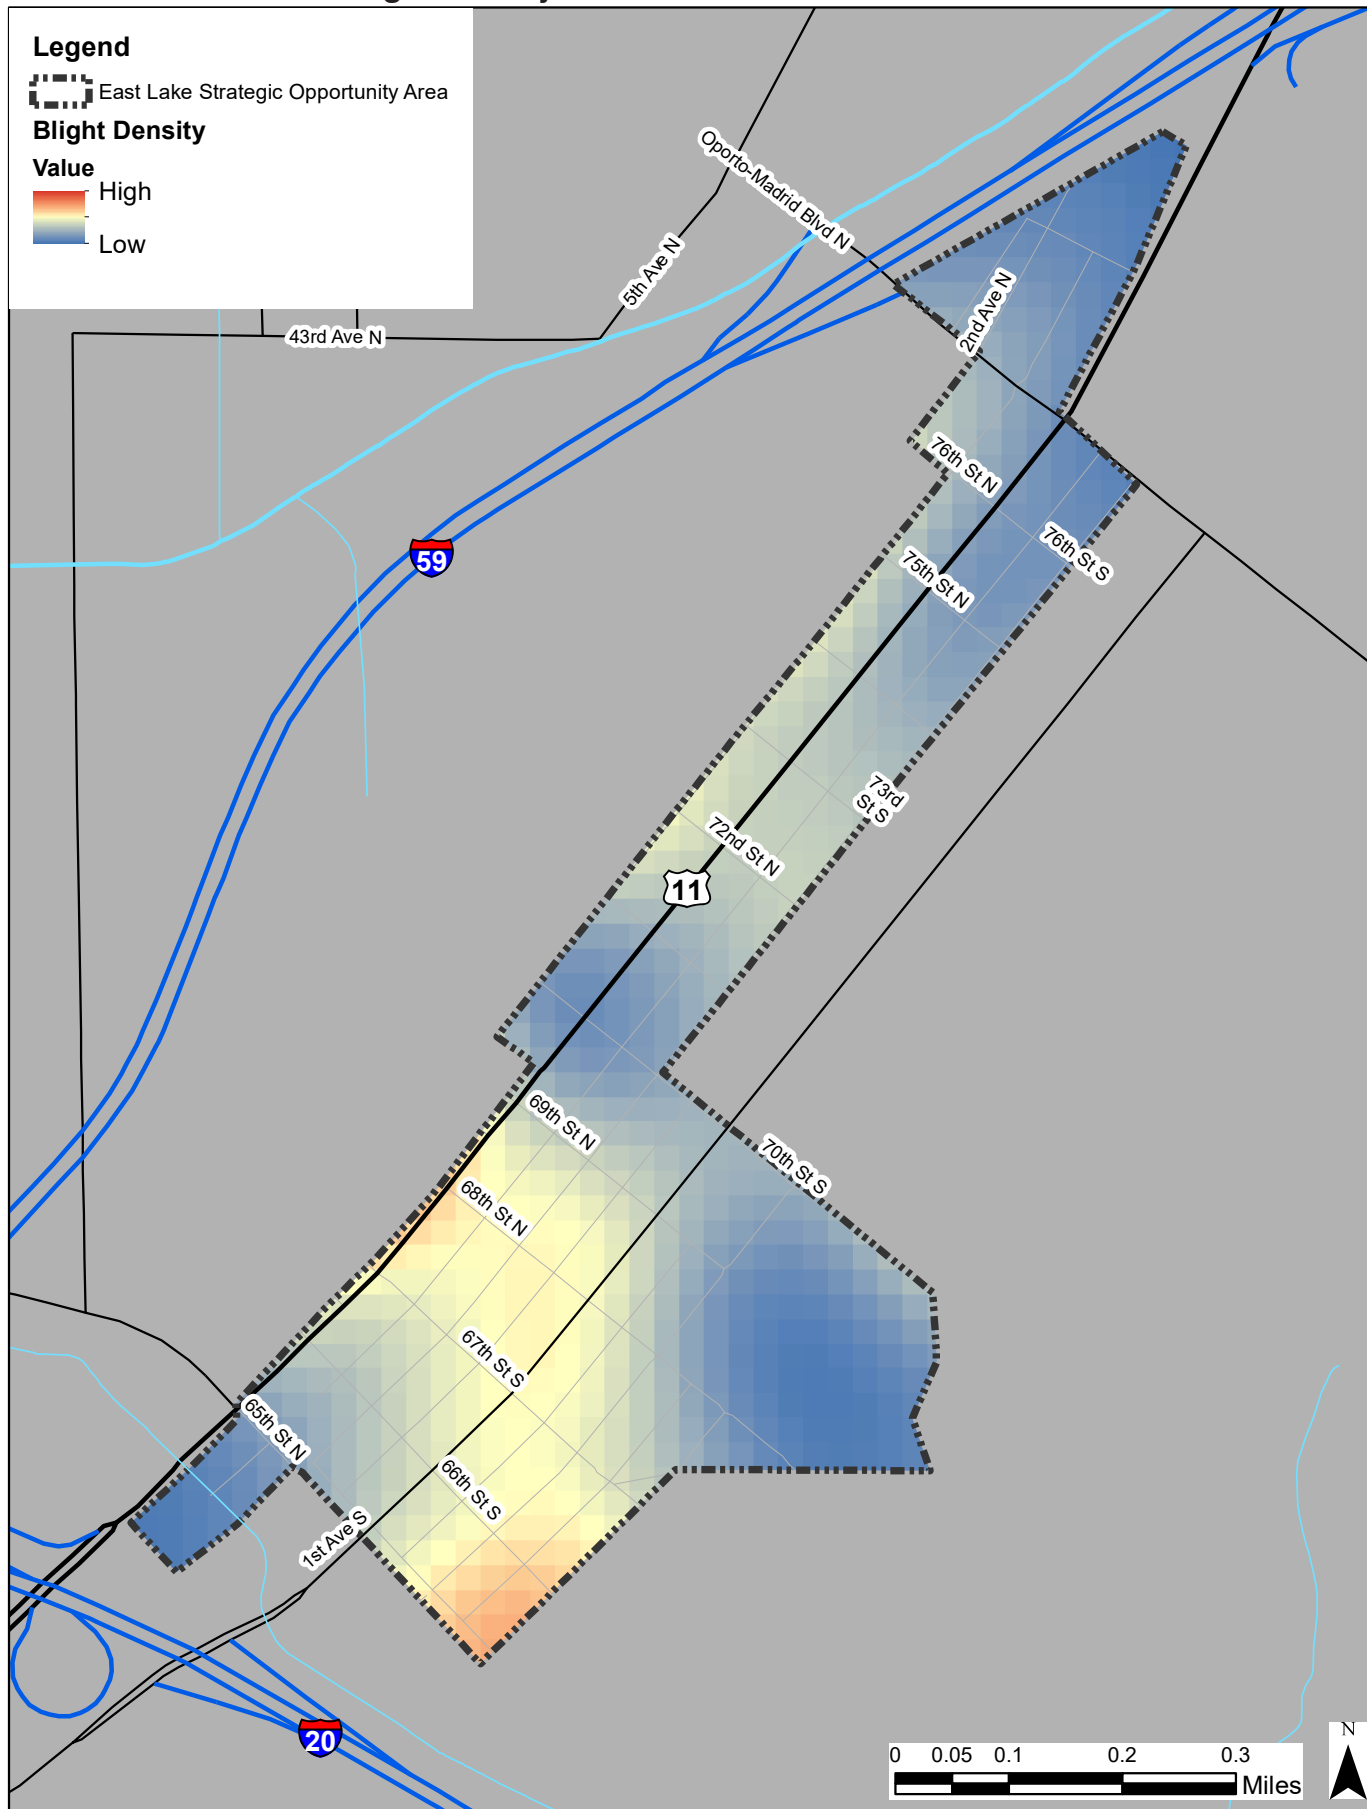 Legend
East Lake Strategic Opportunity Area
Blight Density
Value
High
Low
Oporto-Madrid Blvd N
5th Ave N
43rd Ave N
2nd Ave N
76th St N
76th St S
59
75th St N
73rd
St S
72nd St N
11
69th St N
70th St S
68th St N
67th St S
65th St N
66th St S
1st Ave S
20
N
0 0.05 0.1 0.2 0.3
Miles